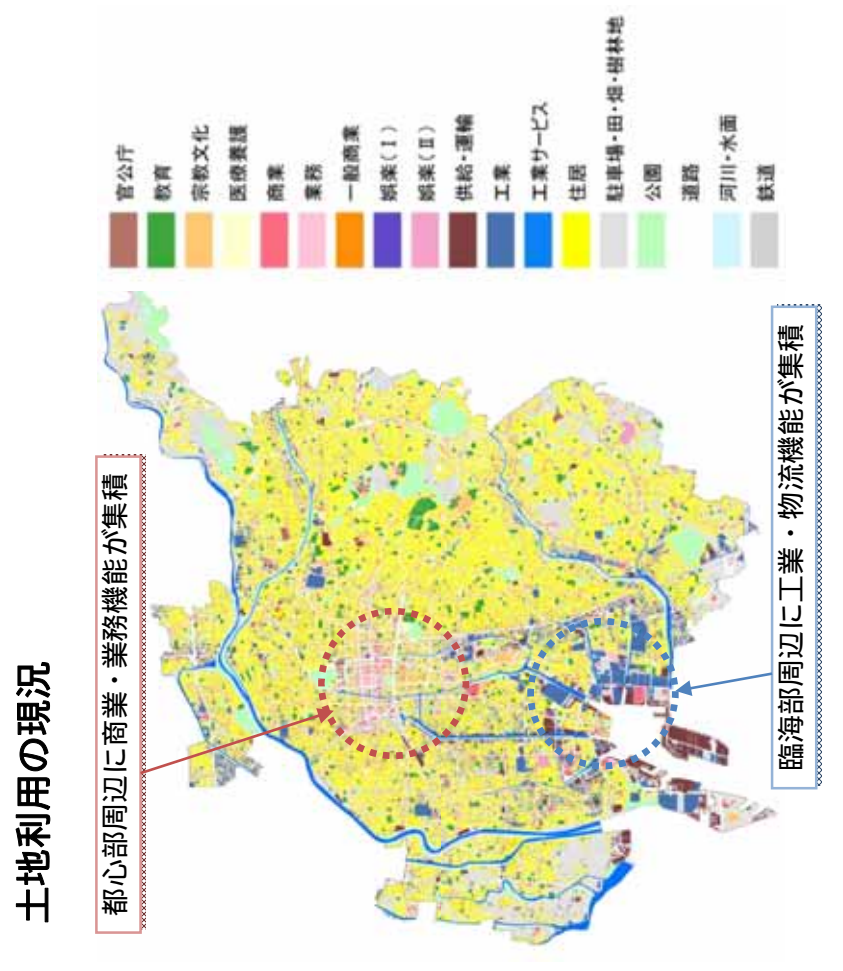 土地利用の現況
都心部周辺に商業・業務機能が集積
臨海部周辺に工業・物流機能が集積
官公庁
教育
宗教文化
医療養護
商業
業務
一般商業
娯楽(Ⅰ)
娯楽(Ⅱ)
供給・運輸
工業
工業サービス
住居
駐車場・田・畑・樹林地
公園
道路
河川・水面
鉄道